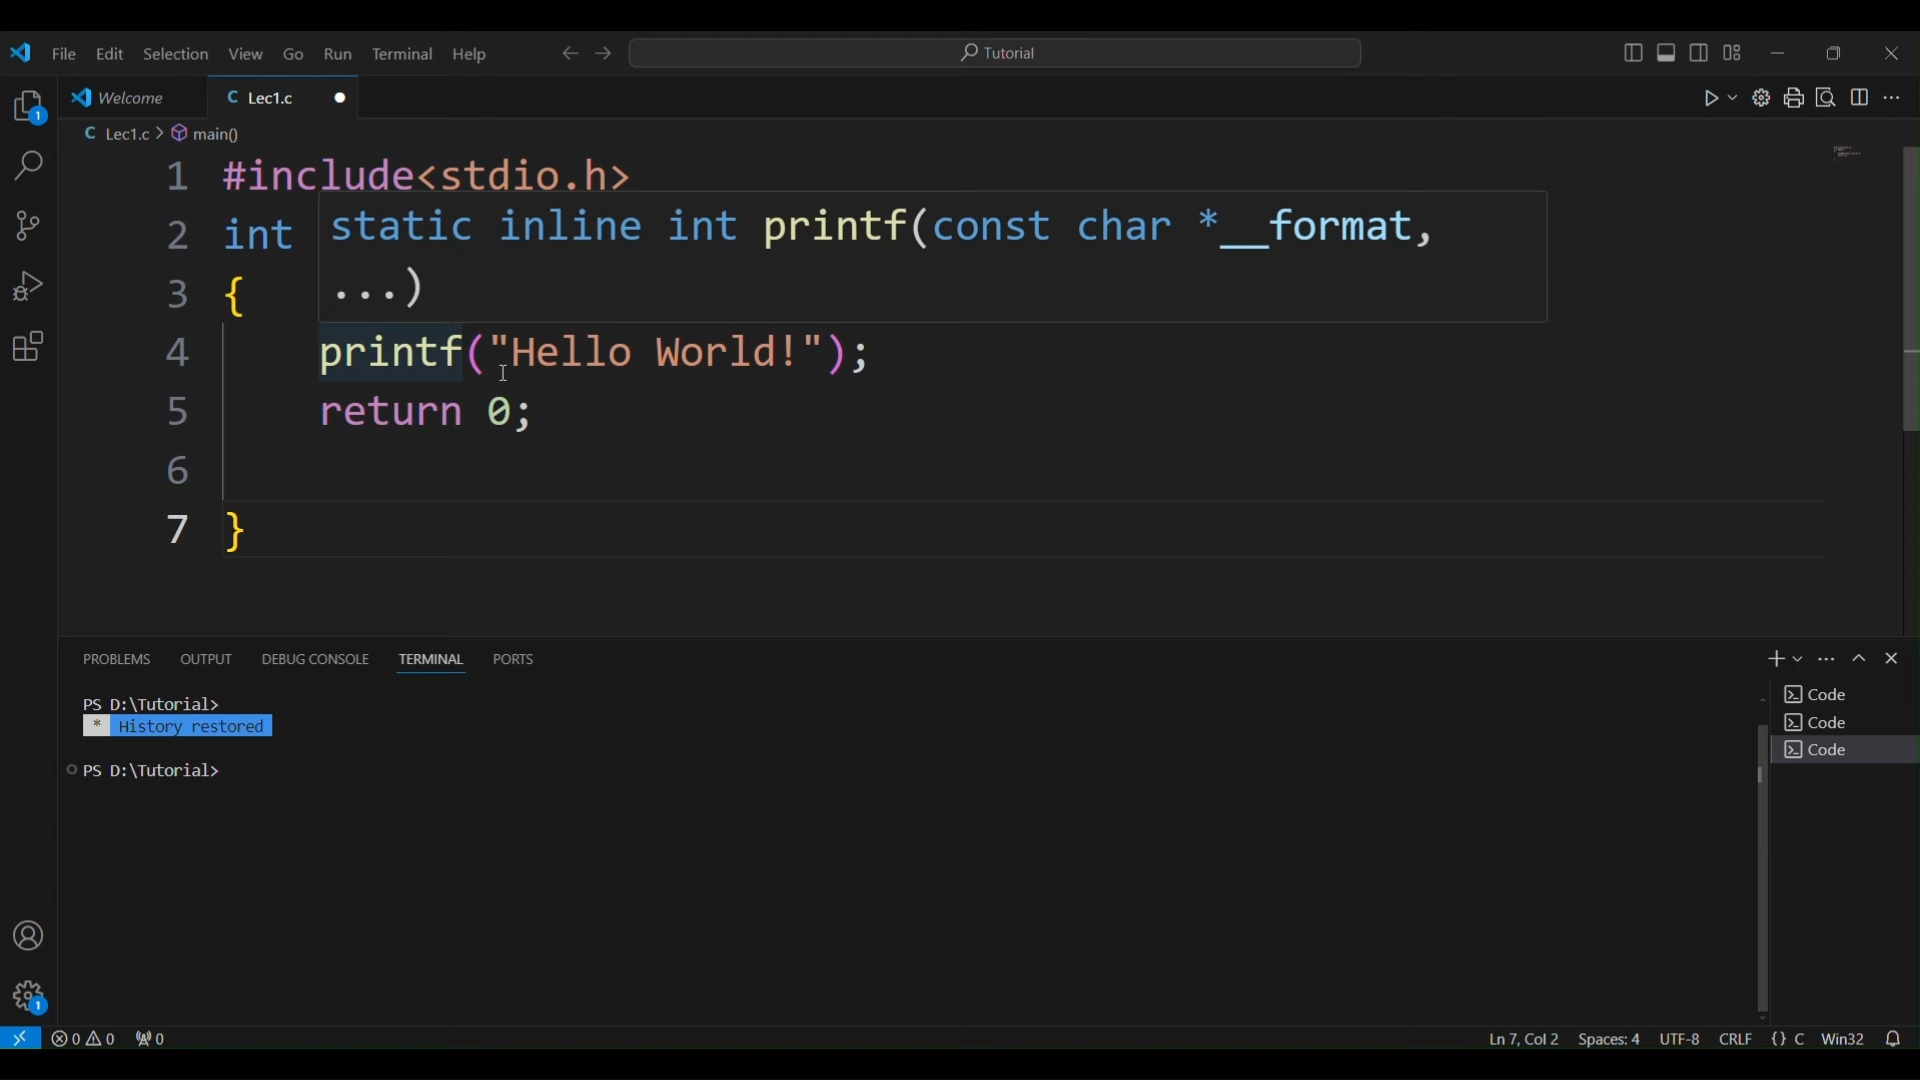 File Edit Selection View Go Run Terminal Help Tutorial
Welcome C Lec1.c
C Lec1.c > main()
1 #include<stdio.h>
2 int static inline int printf(const char *__format,
3 { ...)
4 printf("Hello World!");
5 return 0;
6
7 }
PROBLEMS OUTPUT DEBUG CONSOLE TERMINAL PORTS
PS D:\Tutorial>
* History restored
PS D:\Tutorial>
Code
Code
Code
1
1
0 0 0 Ln 7, Col 2 Spaces: 4 UTF-8 CRLF {} C Win32